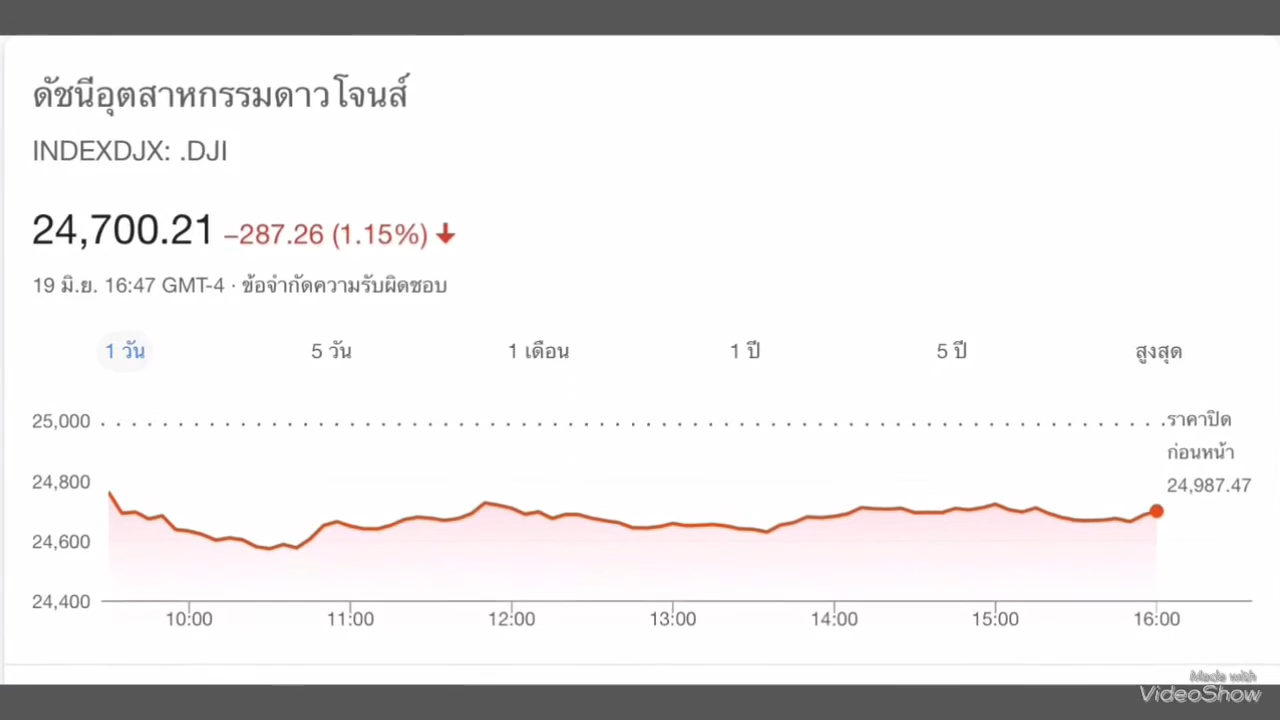 ดัชนีอุตสาหกรรมดาวโจนส์
INDEXDJX: .DJI
24,700.21 −287.26 (1.15%)
19 มิ.ย. 16:47 GMT-4 · ข้อจำกัดความรับผิดชอบ
1 วัน 5 วัน 1 เดือน 1 ปี 5 ปี สูงสุด
25,000
24,800
24,600
24,400
ราคาปิด
ก่อนหน้า
24,987.47
10:00 11:00 12:00 13:00 14:00 15:00 16:00
Made with
VideoShow